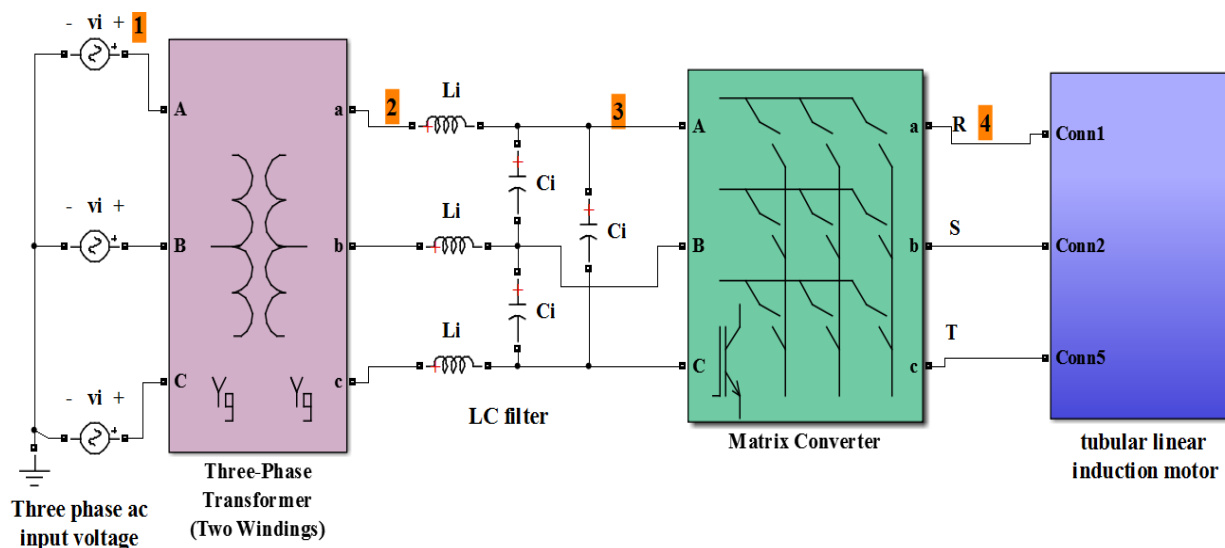 - vi +
1
A
a
2
Li
3
A
a
R
4
Conn1
Ci
- vi +
B
b
Li
Ci
B
b
S
Conn2
Ci
- vi +
C
Yg
Yg
c
Li
C
c
T
Conn5
LC filter
Matrix Converter
tubular linear
induction motor
Three-Phase
Transformer
(Two Windings)
Three phase ac
input voltage